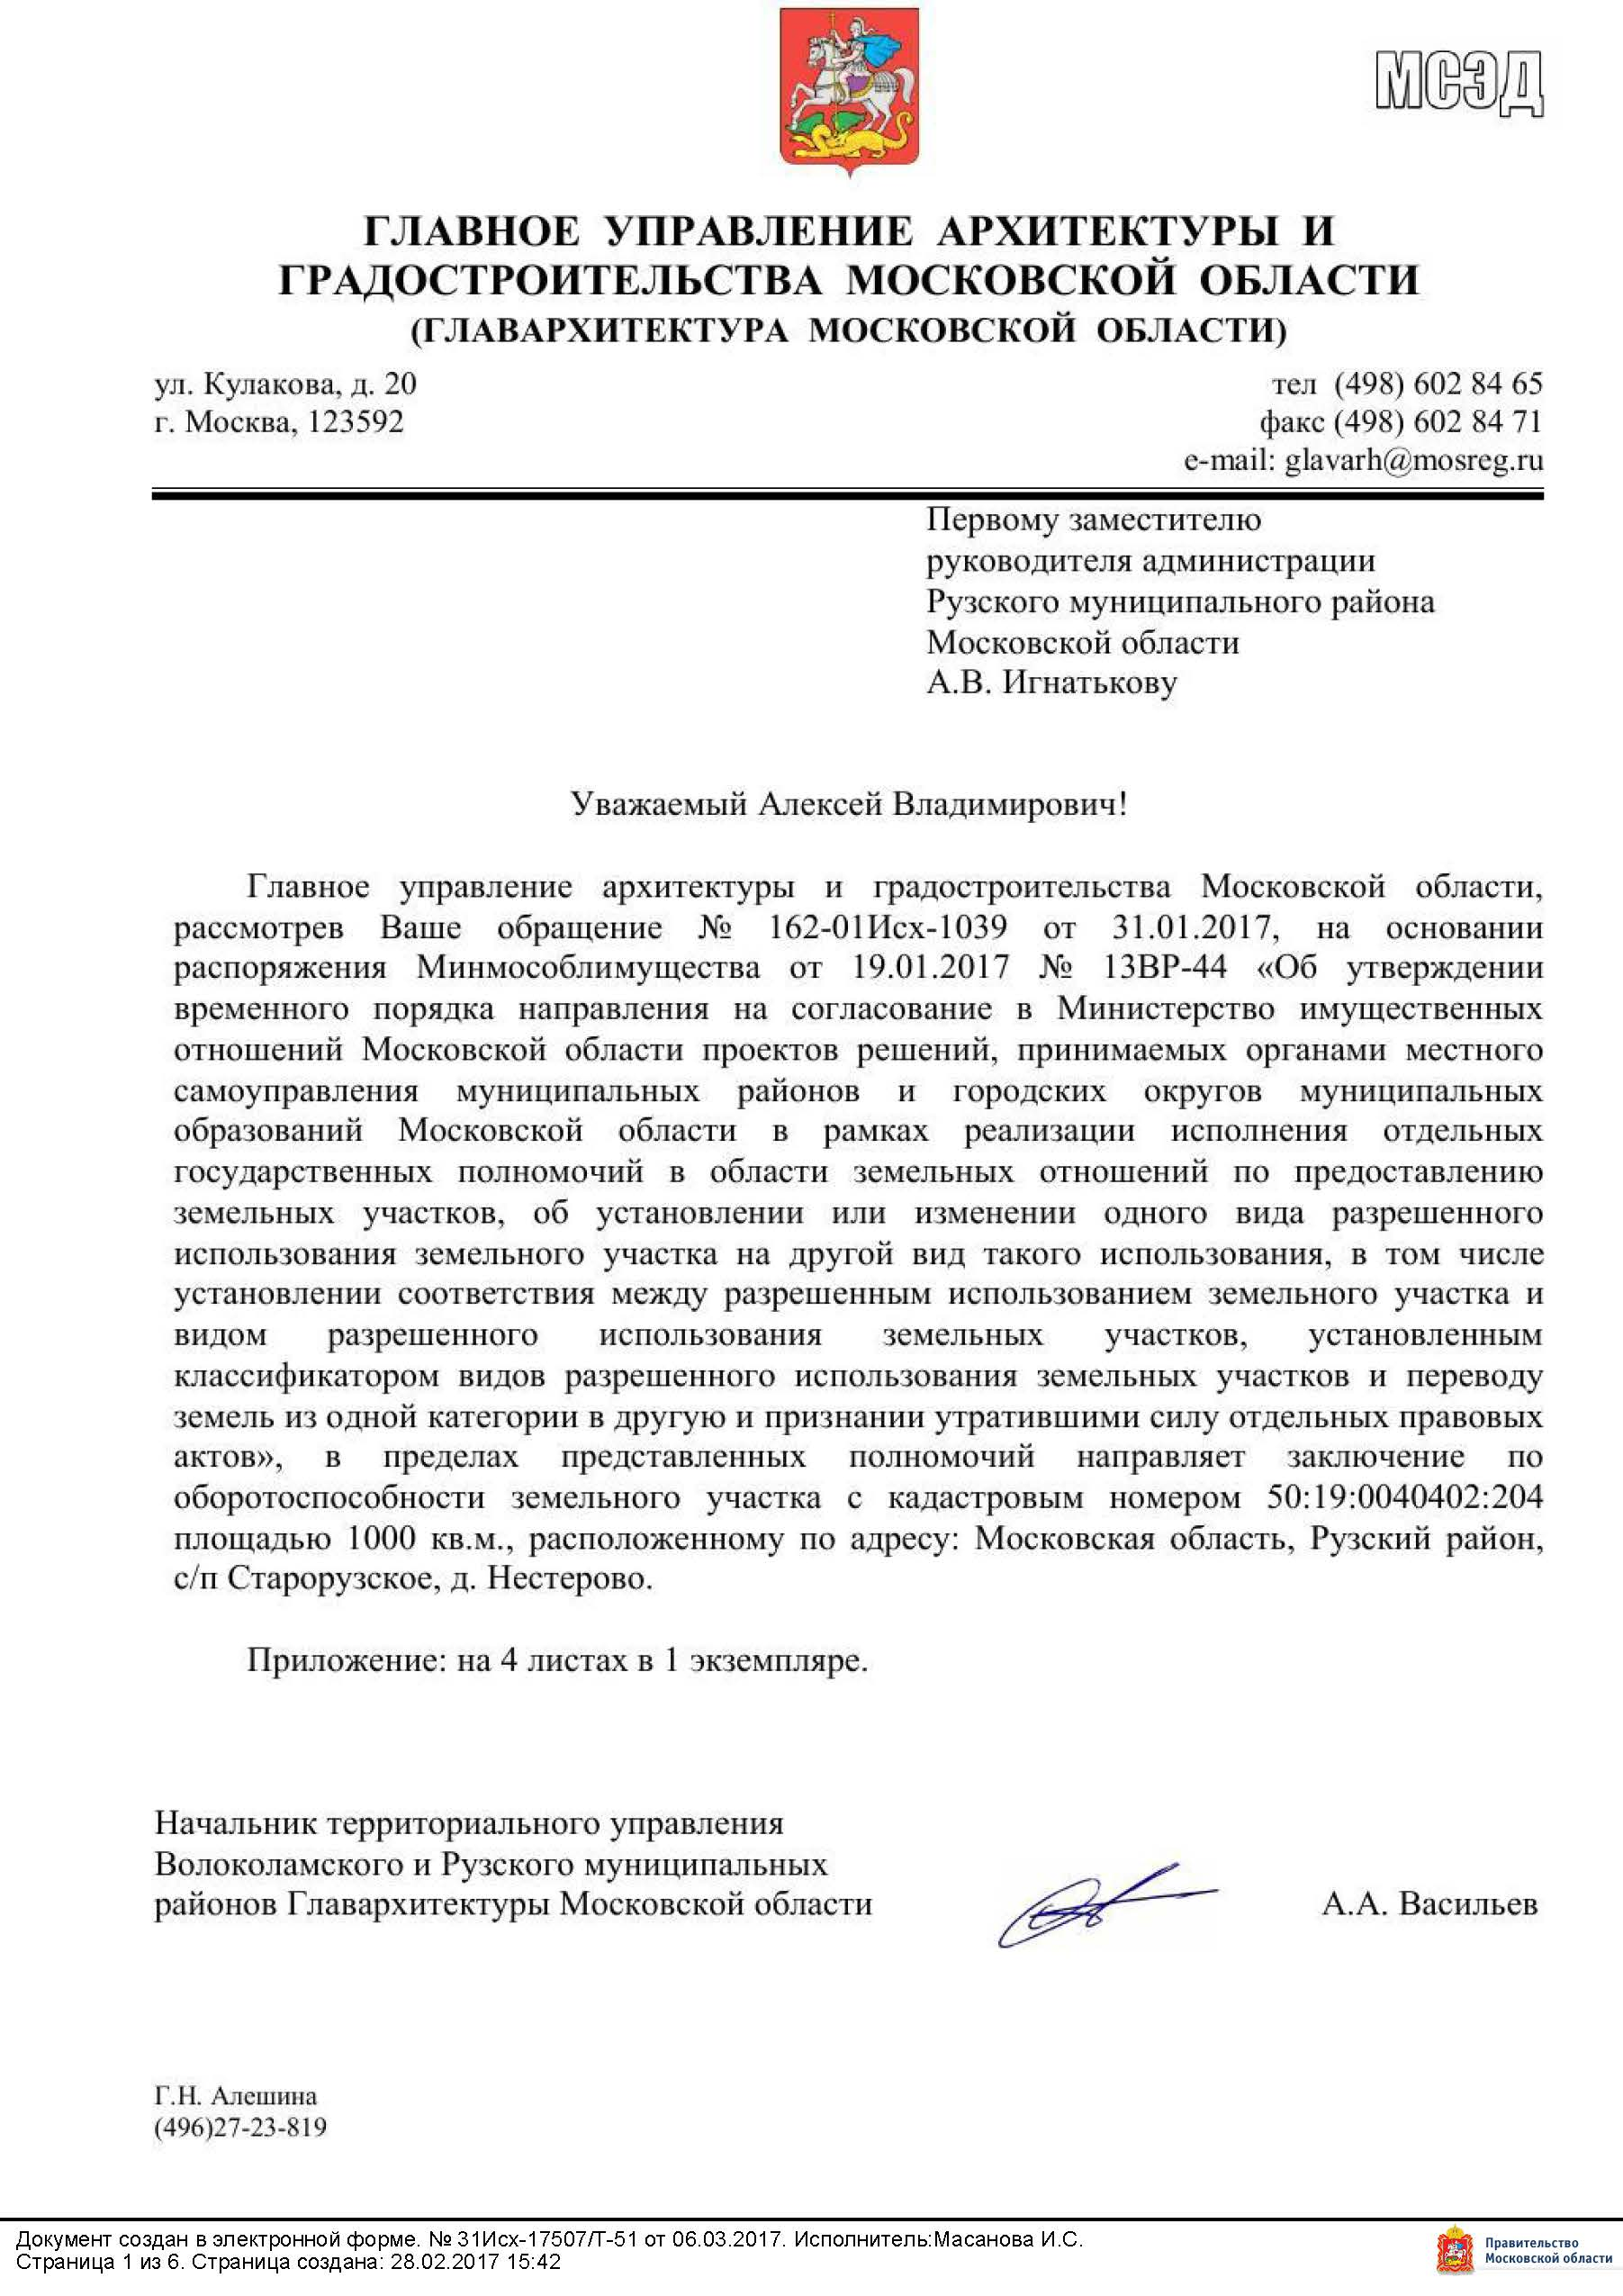 МСЭД
ГЛАВНОЕ УПРАВЛЕНИЕ АРХИТЕКТУРЫ И
ГРАДОСТРОИТЕЛЬСТВА МОСКОВСКОЙ ОБЛАСТИ
(ГЛАВАРХИТЕКТУРА МОСКОВСКОЙ ОБЛАСТИ)
ул. Кулакова, д. 20
г. Москва, 123592
тел (498) 602 84 65
факс (498) 602 84 71
e-mail: glavarh@mosreg.ru
Первому заместителю
руководителя администрации
Рузского муниципального района
Московской области
А.В. Игнатькову
Уважаемый Алексей Владимирович!
Главное управление архитектуры и градостроительства Московской области,
рассмотрев Ваше обращение № 162-01Исх-1039 от 31.01.2017, на основании
распоряжения Минмособлимущества от 19.01.2017 № 13ВР-44 «Об утверждении
временного порядка направления на согласование в Министерство имущественных
отношений Московской области проектов решений, принимаемых органами местного
самоуправления муниципальных районов и городских округов муниципальных
образований Московской области в рамках реализации исполнения отдельных
государственных полномочий в области земельных отношений по предоставлению
земельных участков, об установлении или изменении одного вида разрешенного
использования земельного участка на другой вид такого использования, в том числе
установлении соответствия между разрешенным использованием земельного участка и
видом разрешенного использования земельных участков, установленным
классификатором видов разрешенного использования земельных участков и переводу
земель из одной категории в другую и признании утратившими силу отдельных правовых
актов», в пределах представленных полномочий направляет заключение по
оборотоспособности земельного участка с кадастровым номером 50:19:0040402:204
площадью 1000 кв.м., расположенному по адресу: Московская область, Рузский район,
с/п Старорузское, д. Нестерово.
Приложение: на 4 листах в 1 экземпляре.
Начальник территориального управления
Волоколамского и Рузского муниципальных
районов Главархитектуры Московской области
А.А. Васильев
Г.Н. Алешина
(496)27-23-819
Документ создан в электронной форме. № 31Исх-17507/Т-51 от 06.03.2017. Исполнитель:Масанова И.С.
Страница 1 из 6. Страница создана: 28.02.2017 15:42
Правительство
Московской области